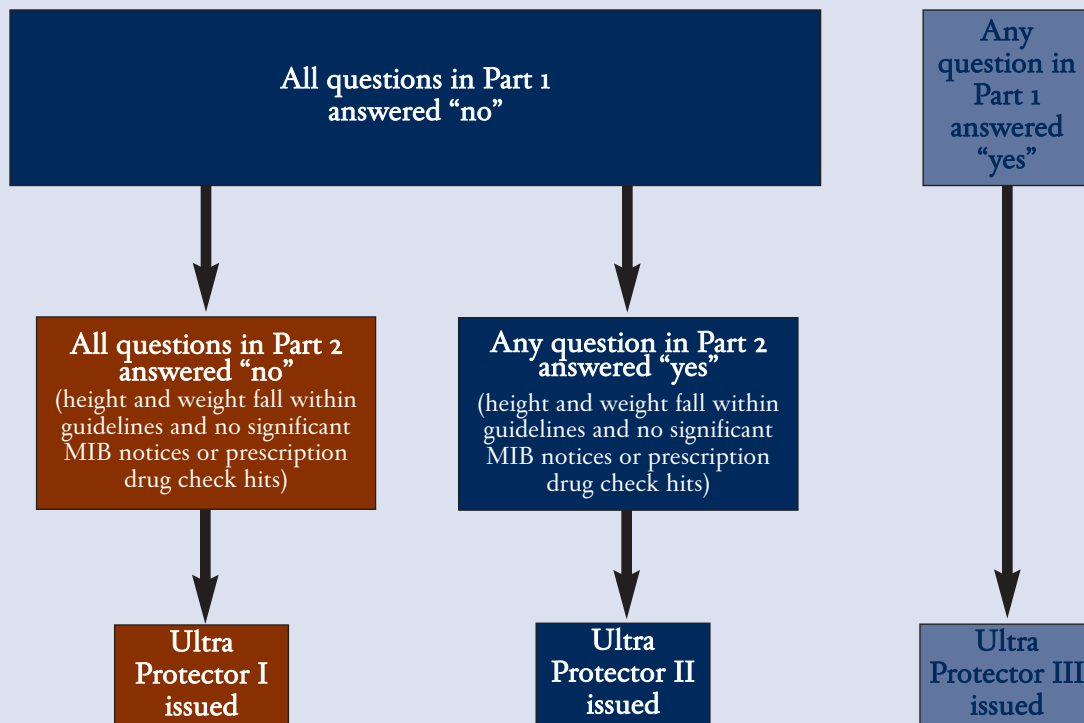 All questions in Part 1
answered “no”
Any
question in
Part 1
answered
“yes”
All questions in Part 2
answered “no”
(height and weight fall within
guidelines and no significant
MIB notices or prescription
drug check hits)
Any question in Part 2
answered “yes”
(height and weight fall within
guidelines and no significant
MIB notices or prescription
drug check hits)
Ultra
Protector I
issued
Ultra
Protector II
issued
Ultra
Protector III
issued